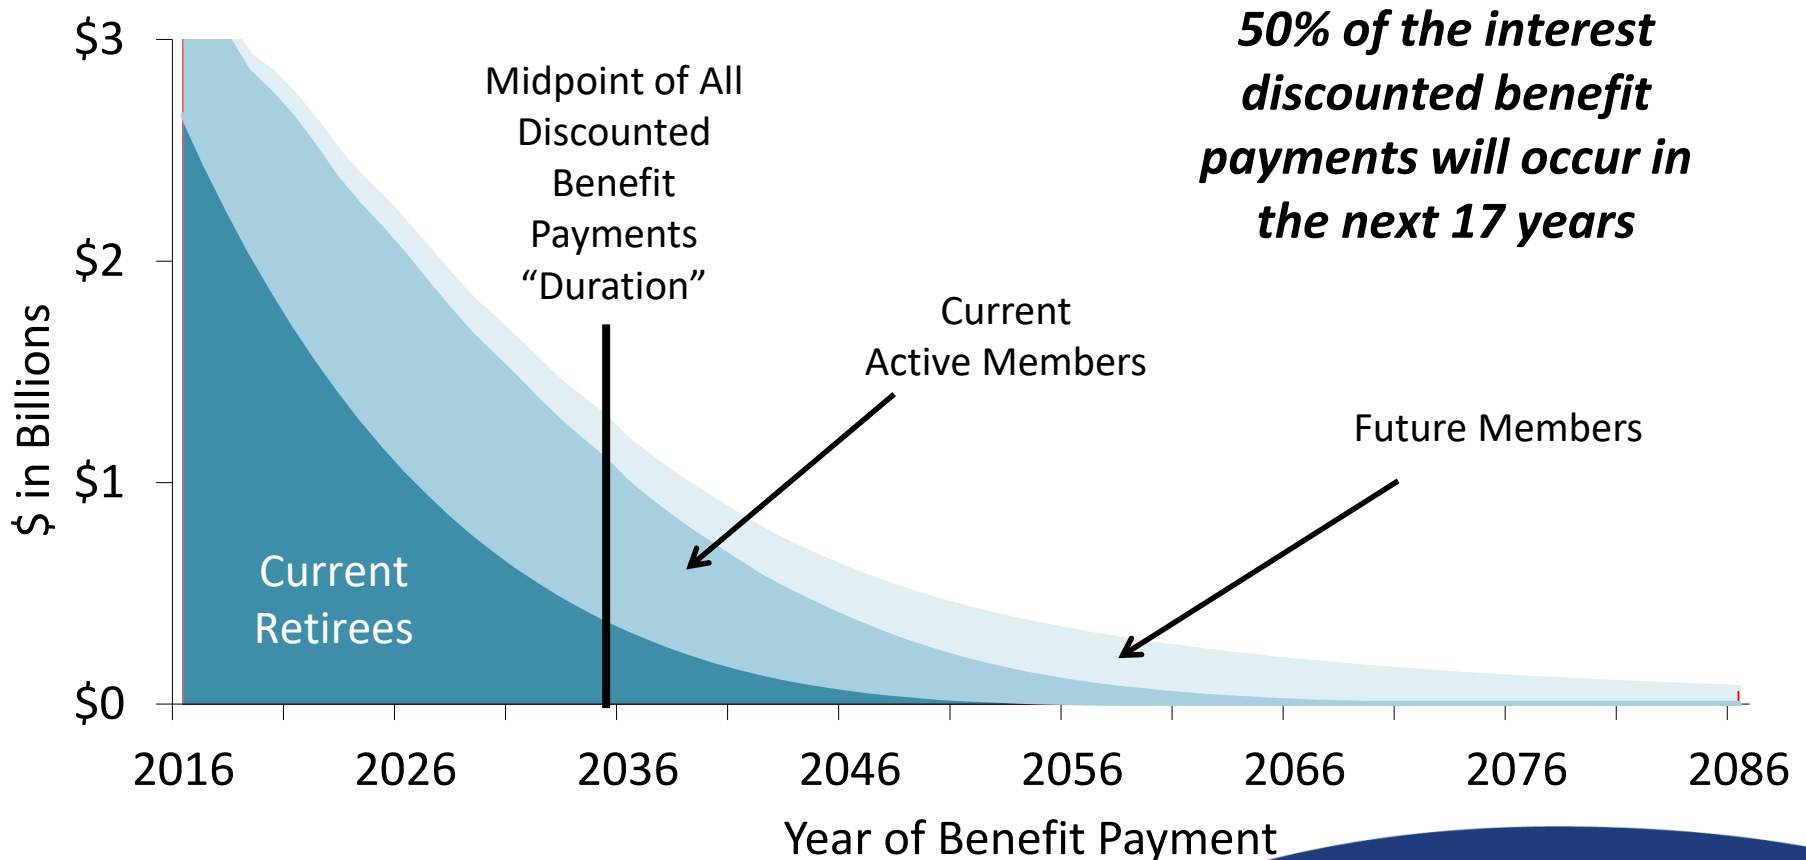 50% of the interest
discounted benefit
payments will occur in
the next 17 years
Midpoint of All
Discounted
Benefit
Payments
“Duration”
Current
Active Members
Future Members
Current
Retirees
$ in Billions
$3
$2
$1
$0
2016 2026 2036 2046 2056 2066 2076 2086
Year of Benefit Payment